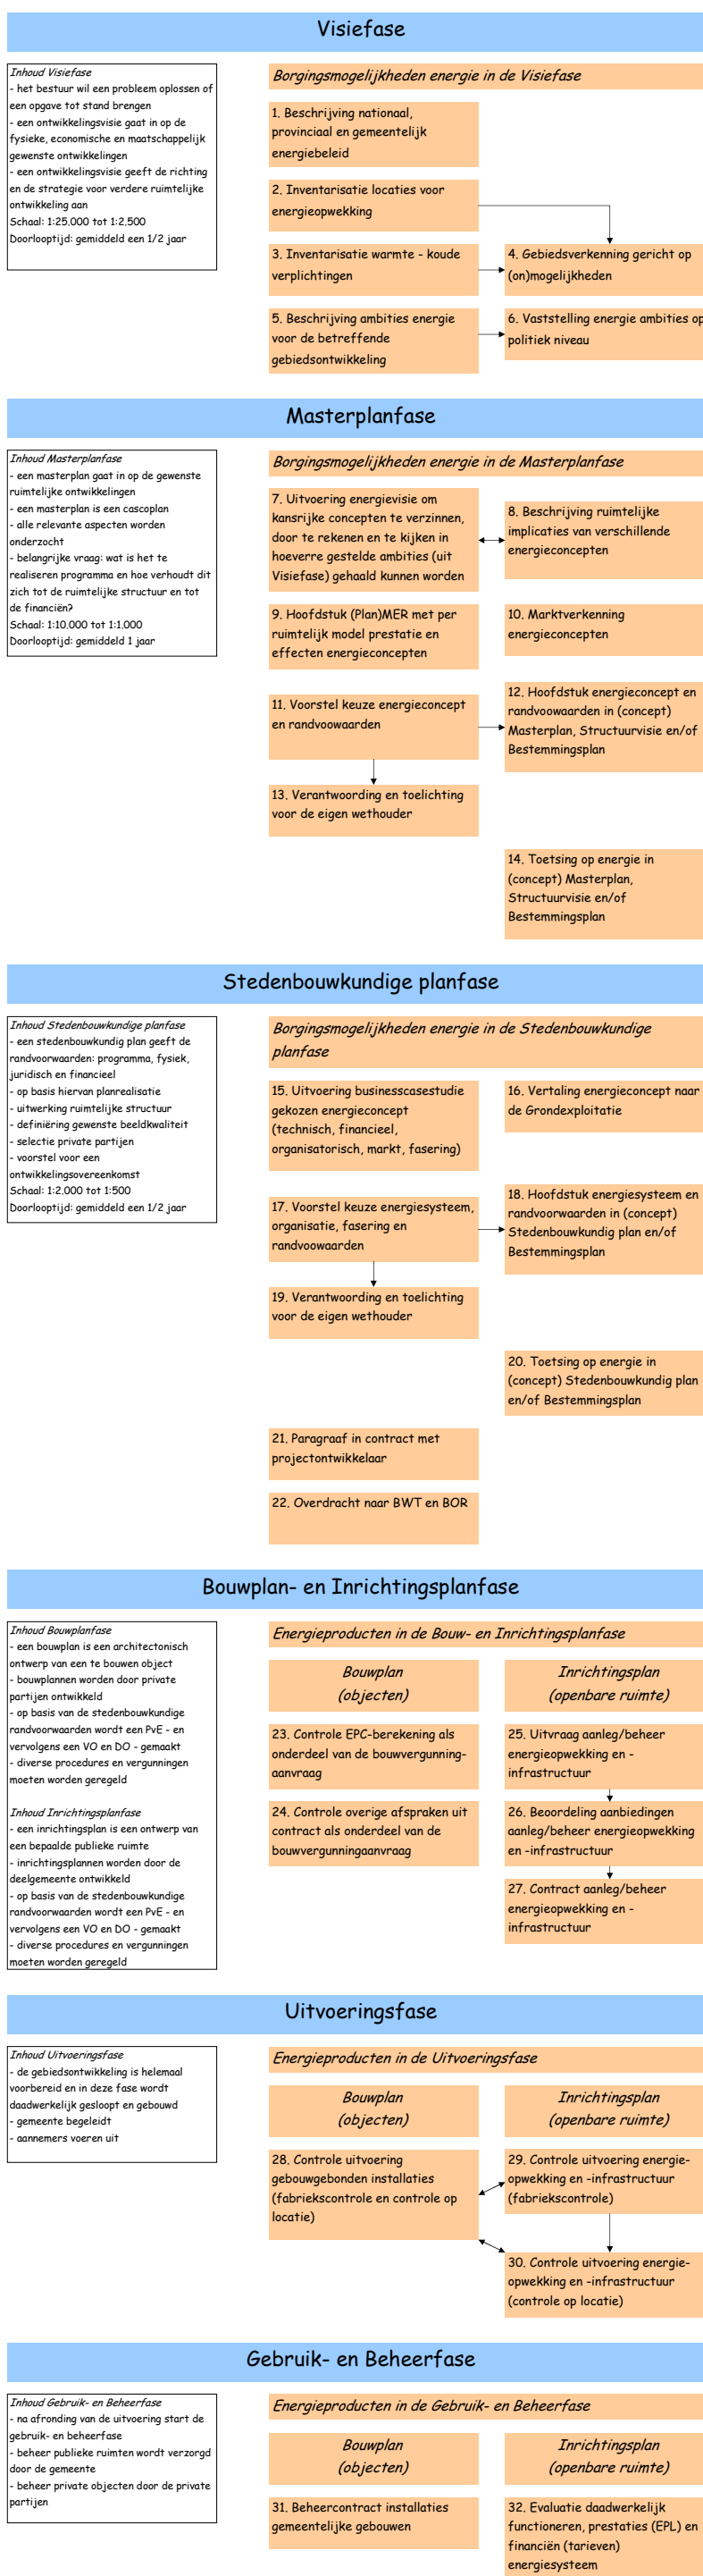 Visiefase
Inhoud Visiefase
- het bestuur wil een probleem oplossen of
een opgave tot stand brengen
- een ontwikkelingsvisie gaat in op de
fysieke, economische en maatschappelijk
gewenste ontwikkelingen
- een ontwikkelingsvisie geeft de richting
en de strategie voor verdere ruimtelijke
ontwikkeling aan
Schaal: 1:25.000 tot 1:2.500
Doorlooptijd: gemiddeld een 1/2 jaar
Borgingsmogelijkheden energie in de Visiefase
1. Beschrijving nationaal,
provinciaal en gemeentelijk
energiebeleid
2. Inventarisatie locaties voor
energieopwekking
3. Inventarisatie warmte - koude
verplichtingen
4. Gebiedsverkenning gericht op
(on)mogelijkheden
5. Beschrijving ambities energie
voor de betreffende
gebiedsontwikkeling
6. Vaststelling energie ambities op
politiek niveau
Masterplanfase
Inhoud Masterplanfase
- een masterplan gaat in op de gewenste
ruimtelijke ontwikkelingen
- een masterplan is een cascoplan
- alle relevante aspecten worden
onderzocht
- belangrijke vraag: wat is het te
realiseren programma en hoe verhoudt dit
zich tot de ruimtelijke structuur en tot
de financiën?
Schaal: 1:10.000 tot 1:1.000
Doorlooptijd: gemiddeld 1 jaar
Borgingsmogelijkheden energie in de Masterplanfase
7. Uitvoering energievisie om
kansrijke concepten te verzinnen,
door te rekenen en te kijken in
hoeverre gestelde ambities (uit
Visiefase) gehaald kunnen worden
8. Beschrijving ruimtelijke
implicaties van verschillende
energieconcepten
9. Hoofdstuk (Plan)MER met per
ruimtelijk model prestatie en
effecten energieconcepten
10. Marktverkenning
energieconcepten
11. Voorstel keuze energieconcept
en randvoowaarden
12. Hoofdstuk energieconcept en
randvoowaarden in (concept)
Masterplan, Structuurvisie en/of
Bestemmingsplan
13. Verantwoording en toelichting
voor de eigen wethouder
14. Toetsing op energie in
(concept) Masterplan,
Structuurvisie en/of
Bestemmingsplan
Stedenbouwkundige planfase
Inhoud Stedenbouwkundige planfase
- een stedenbouwkundig plan geeft de
randvoorwaarden: programma, fysiek,
juridisch en financieel
- op basis hiervan planrealisatie
- uitwerking ruimtelijke structuur
- definiëring gewenste beeldkwaliteit
- selectie private partijen
- voorstel voor een
ontwikkelingsovereenkomst
Schaal: 1:2.000 tot 1:500
Doorlooptijd: gemiddeld een 1/2 jaar
Borgingsmogelijkheden energie in de Stedenbouwkundige
planfase
15. Uitvoering businesscasestudie
gekozen energieconcept
(technisch, financieel,
organisatorisch, markt, fasering)
16. Vertaling energieconcept naar
de Grondexploitatie
17. Voorstel keuze energiesysteem,
organisatie, fasering en
randvoowaarden
18. Hoofdstuk energiesysteem en
randvoorwaarden in (concept)
Stedenbouwkundig plan en/of
Bestemmingsplan
19. Verantwoording en toelichting
voor de eigen wethouder
20. Toetsing op energie in
(concept) Stedenbouwkundig plan
en/of Bestemmingsplan
21. Paragraaf in contract met
projectontwikkelaar
22. Overdracht naar BWT en BOR
Bouwplan- en Inrichtingsplanfase
Inhoud Bouwplanfase
- een bouwplan is een architectonisch
ontwerp van een te bouwen object
- bouwplannen worden door private
partijen ontwikkeld
- op basis van de stedenbouwkundige
randvoorwaarden wordt een PvE - en
vervolgens een VO en DO - gemaakt
- diverse procedures en vergunningen
moeten worden geregeld
Inhoud Inrichtingsplanfase
- een inrichtingsplan is een ontwerp van
een bepaalde publieke ruimte
- inrichtingsplannen worden door de
deelgemeente ontwikkeld
- op basis van de stedenbouwkundige
randvoorwaarden wordt een PvE - en
vervolgens een VO en DO - gemaakt
- diverse procedures en vergunningen
moeten worden geregeld
Energieproducten in de Bouw- en Inrichtingsplanfase
Bouwplan
(objecten)
Inrichtingsplan
(openbare ruimte)
23. Controle EPC-berekening als
onderdeel van de bouwvergunning-
aanvraag
25. Uitvraag aanleg/beheer
energieopwekking en -
infrastructuur
24. Controle overige afspraken uit
contract als onderdeel van de
bouwvergunningaanvraag
26. Beoordeling aanbiedingen
aanleg/beheer energieopwekking
en -infrastructuur
27. Contract aanleg/beheer
energieopwekking en -
infrastructuur
Uitvoeringsfase
Inhoud Uitvoeringsfase
- de gebiedsontwikkeling is helemaal
voorbereid en in deze fase wordt
daadwerkelijk gesloopt en gebouwd
- gemeente begeleidt
- aannemers voeren uit
Energieproducten in de Uitvoeringsfase
Bouwplan
(objecten)
Inrichtingsplan
(openbare ruimte)
28. Controle uitvoering
gebouwgebonden installaties
(fabriekscontrole en controle op
locatie)
29. Controle uitvoering energie-
opwekking en -infrastructuur
(fabriekscontrole)
30. Controle uitvoering energie-
opwekking en -infrastructuur
(controle op locatie)
Gebruik- en Beheerfase
Inhoud Gebruik- en Beheerfase
- na afronding van de uitvoering start de
gebruik- en beheerfase
- beheer publieke ruimten wordt verzorgd
door de gemeente
- beheer private objecten door de private
partijen
Energieproducten in de Gebruik- en Beheerfase
Bouwplan
(objecten)
Inrichtingsplan
(openbare ruimte)
31. Beheercontract installaties
gemeentelijke gebouwen
32. Evaluatie daadwerkelijk
functioneren, prestaties (EPL) en
financiën (tarieven)
energiesysteem